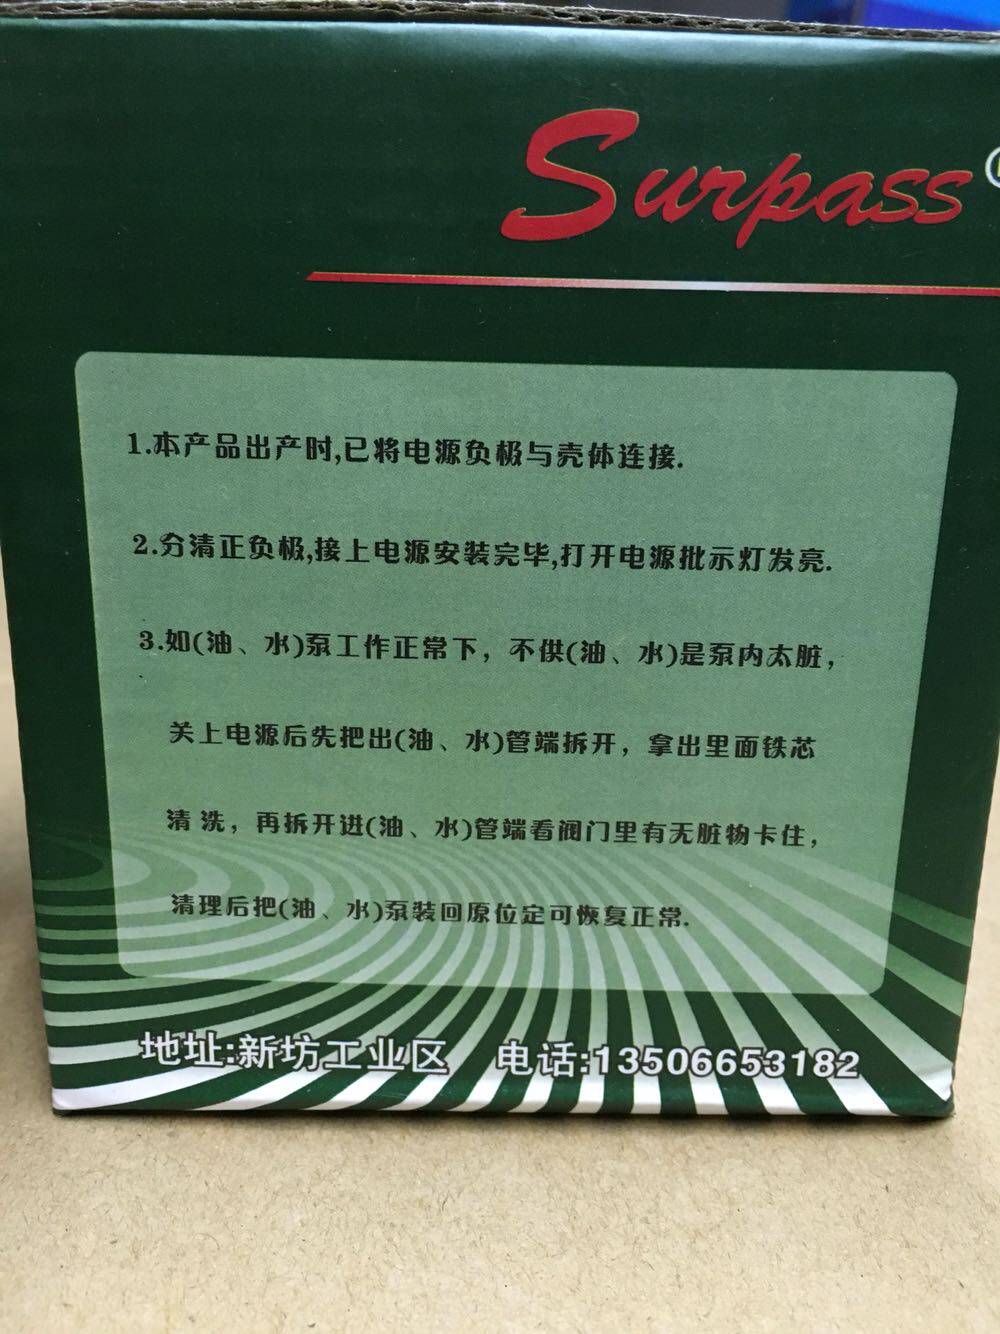 Surpass
1.本产品出产时,已将电源负极与壳体连接.
2.分清正负极,接上电源安装完毕,打开电源批示灯发亮.
3.如(油、水)泵工作正常下，不供(油、水)是泵内太脏，
关上电源后先把出(油、水)管端拆开，拿出里面铁芯
清洗，再拆开进(油、水)管端看阀门里有无脏物卡住，
清理后把(油、水)泵装回原位定可恢复正常.
地址:新坊工业区 电话:13506653182